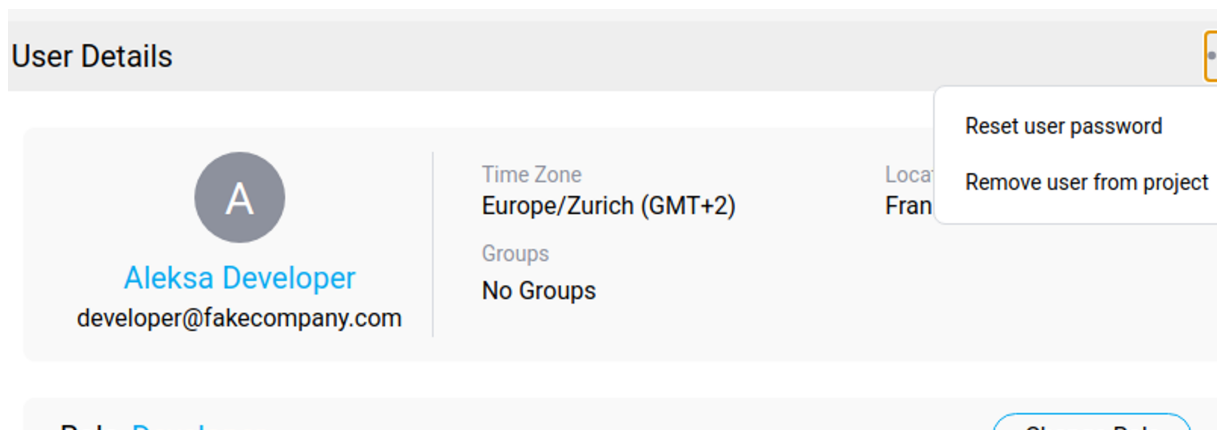 User Details
Reset user password
Remove user from project
A
Aleksa Developer
developer@fakecompany.com
Time Zone
Europe/Zurich (GMT+2)
Groups
No Groups